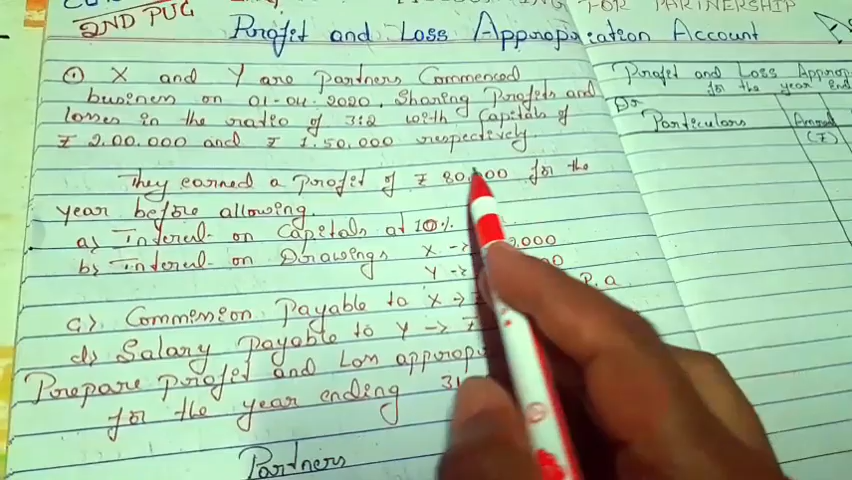 FOR PARTNERSHIP
2ND PUC
Profit and Loss Appropriation Account
① X and Y are Partners Commenced
business on 01-04-2020. Sharing Profits and
losses in the ratio of 3:2 with Capitals of
₹ 2,00,000 and ₹ 1,50,000 respectively
They earned a Profit of ₹ 80,000 for the
year before allowing.
a) Interest on Capitals at 10%
b) Interest on Drawings X →
Y →
P.a
c) Commission Payable to X →
d) Salary Payable to Y → ₹
Prepare Profit and Loss
for the year ending
Partners
Profit and Loss Approp
for the year end
Dr
Particulars
Amount
(₹)